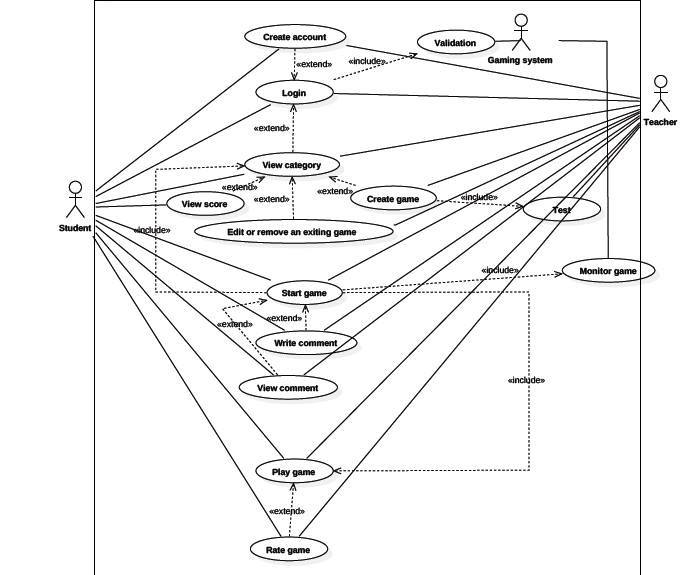 Create account
Validation
Gaming system
«extend»
«include»
Login
Teacher
«extend»
View category
«extend»
«extend»
«extend»
View score
Create game
«include»
Test
Student
«include»
Edit or remove an exiting game
«include»
Monitor game
Start game
«extend»
«extend»
Write comment
View comment
«include»
Play game
«extend»
Rate game